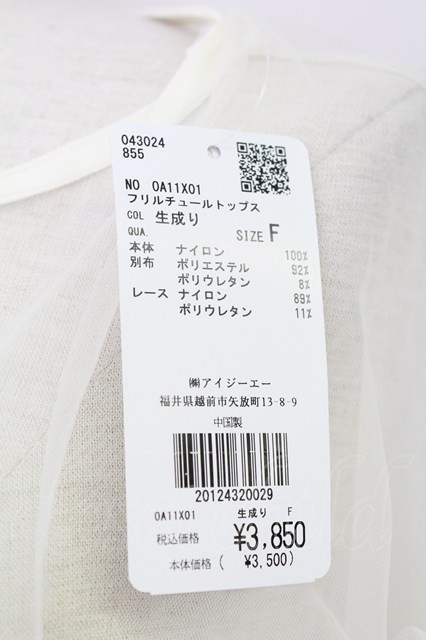 043024
855
NO 0A11X01
フリルチュールトップス
COL 生成り
QUA. SIZE F
本体 ナイロン 100%
別布 ポリエステル 92%
ポリウレタン 8%
レース ナイロン 89%
ポリウレタン 11%
㈱アイジーエー
福井県越前市矢放町13-8-9
中国製
20124320029
0A11X01 生成り F
税込価格 ¥3,850
本体価格 ( ¥3,500)